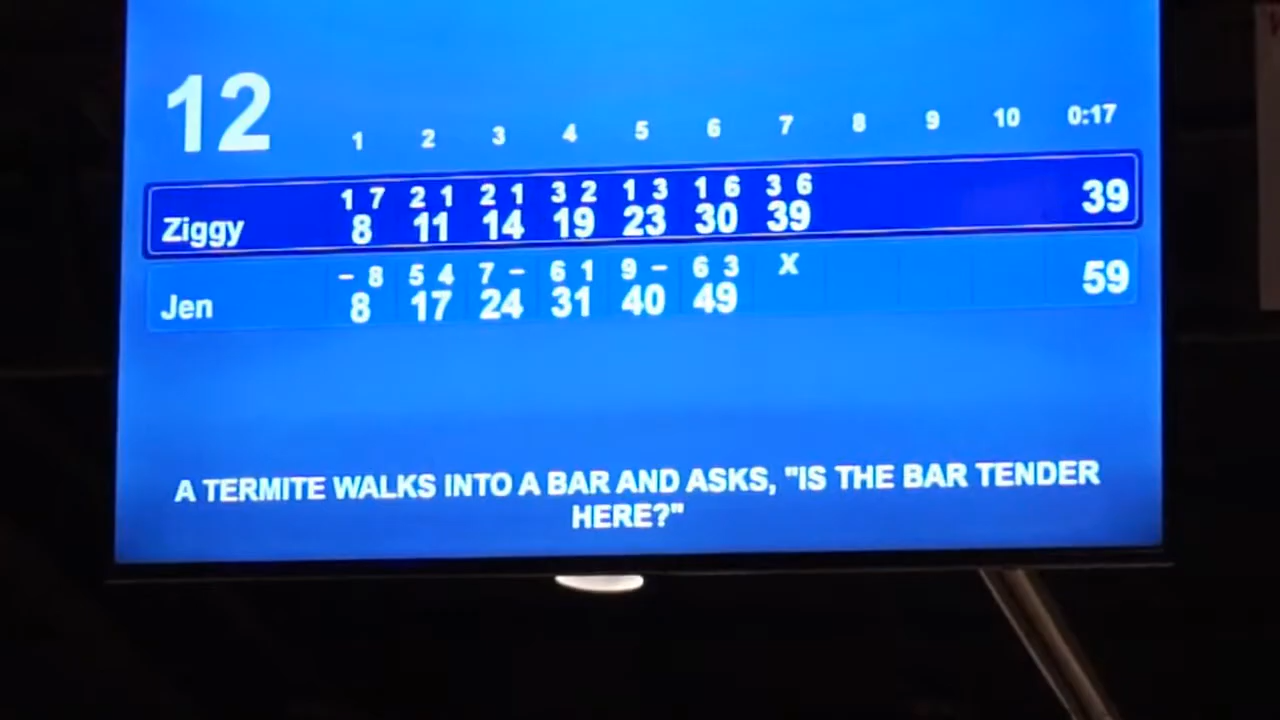 12
1 2 3 4 5 6 7 8 9 10 0:17
1 7 2 1 2 1 3 2 1 3 1 6 3 6
Ziggy 8 11 14 19 23 30 39 39
- 8 5 4 7 - 6 1 9 - 6 3 X
Jen 8 17 24 31 40 49 59
A TERMITE WALKS INTO A BAR AND ASKS, "IS THE BAR TENDER
HERE?"